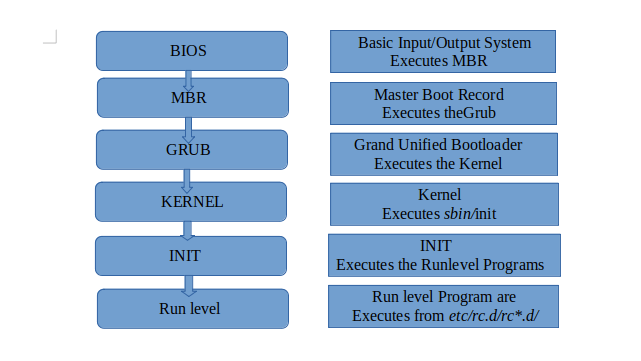 BIOS
Basic Input/Output System
Executes MBR
MBR
Master Boot Record
Executes theGrub
GRUB
Grand Unified Bootloader
Executes the Kernel
KERNEL
Kernel
Executes sbin/init
INIT
INIT
Executes the Runlevel Programs
Run level
Run level Program are
Executes from etc/rc.d/rc*.d/